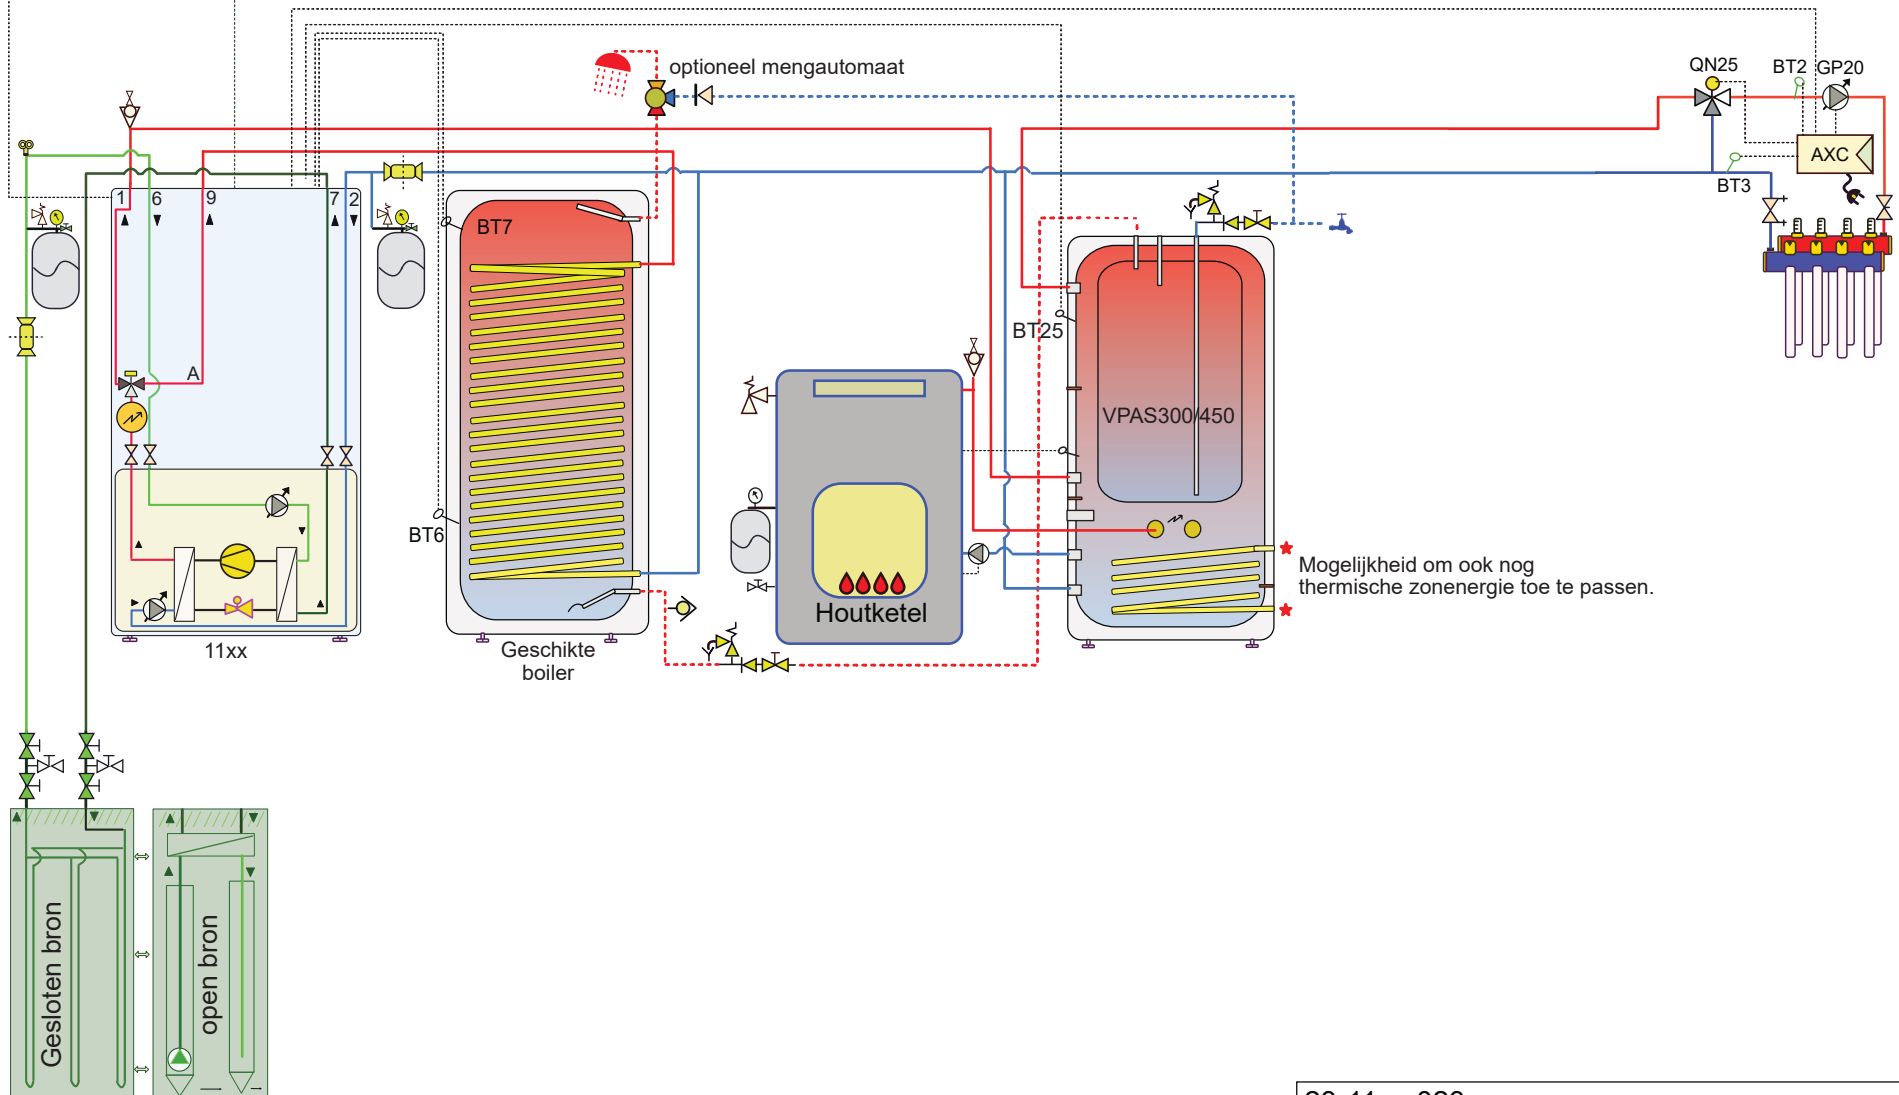 optioneel mengautomaat
QN25
BT2
GP20
AXC
BT3
1
6
9
7
2
BT7
A
BT25
VPAS300/450
BT6
Houtketel
Mogelijkheid om ook nog
thermische zonenergie toe te passen.
11xx
Geschikte
boiler
Gesloten bron
open bron